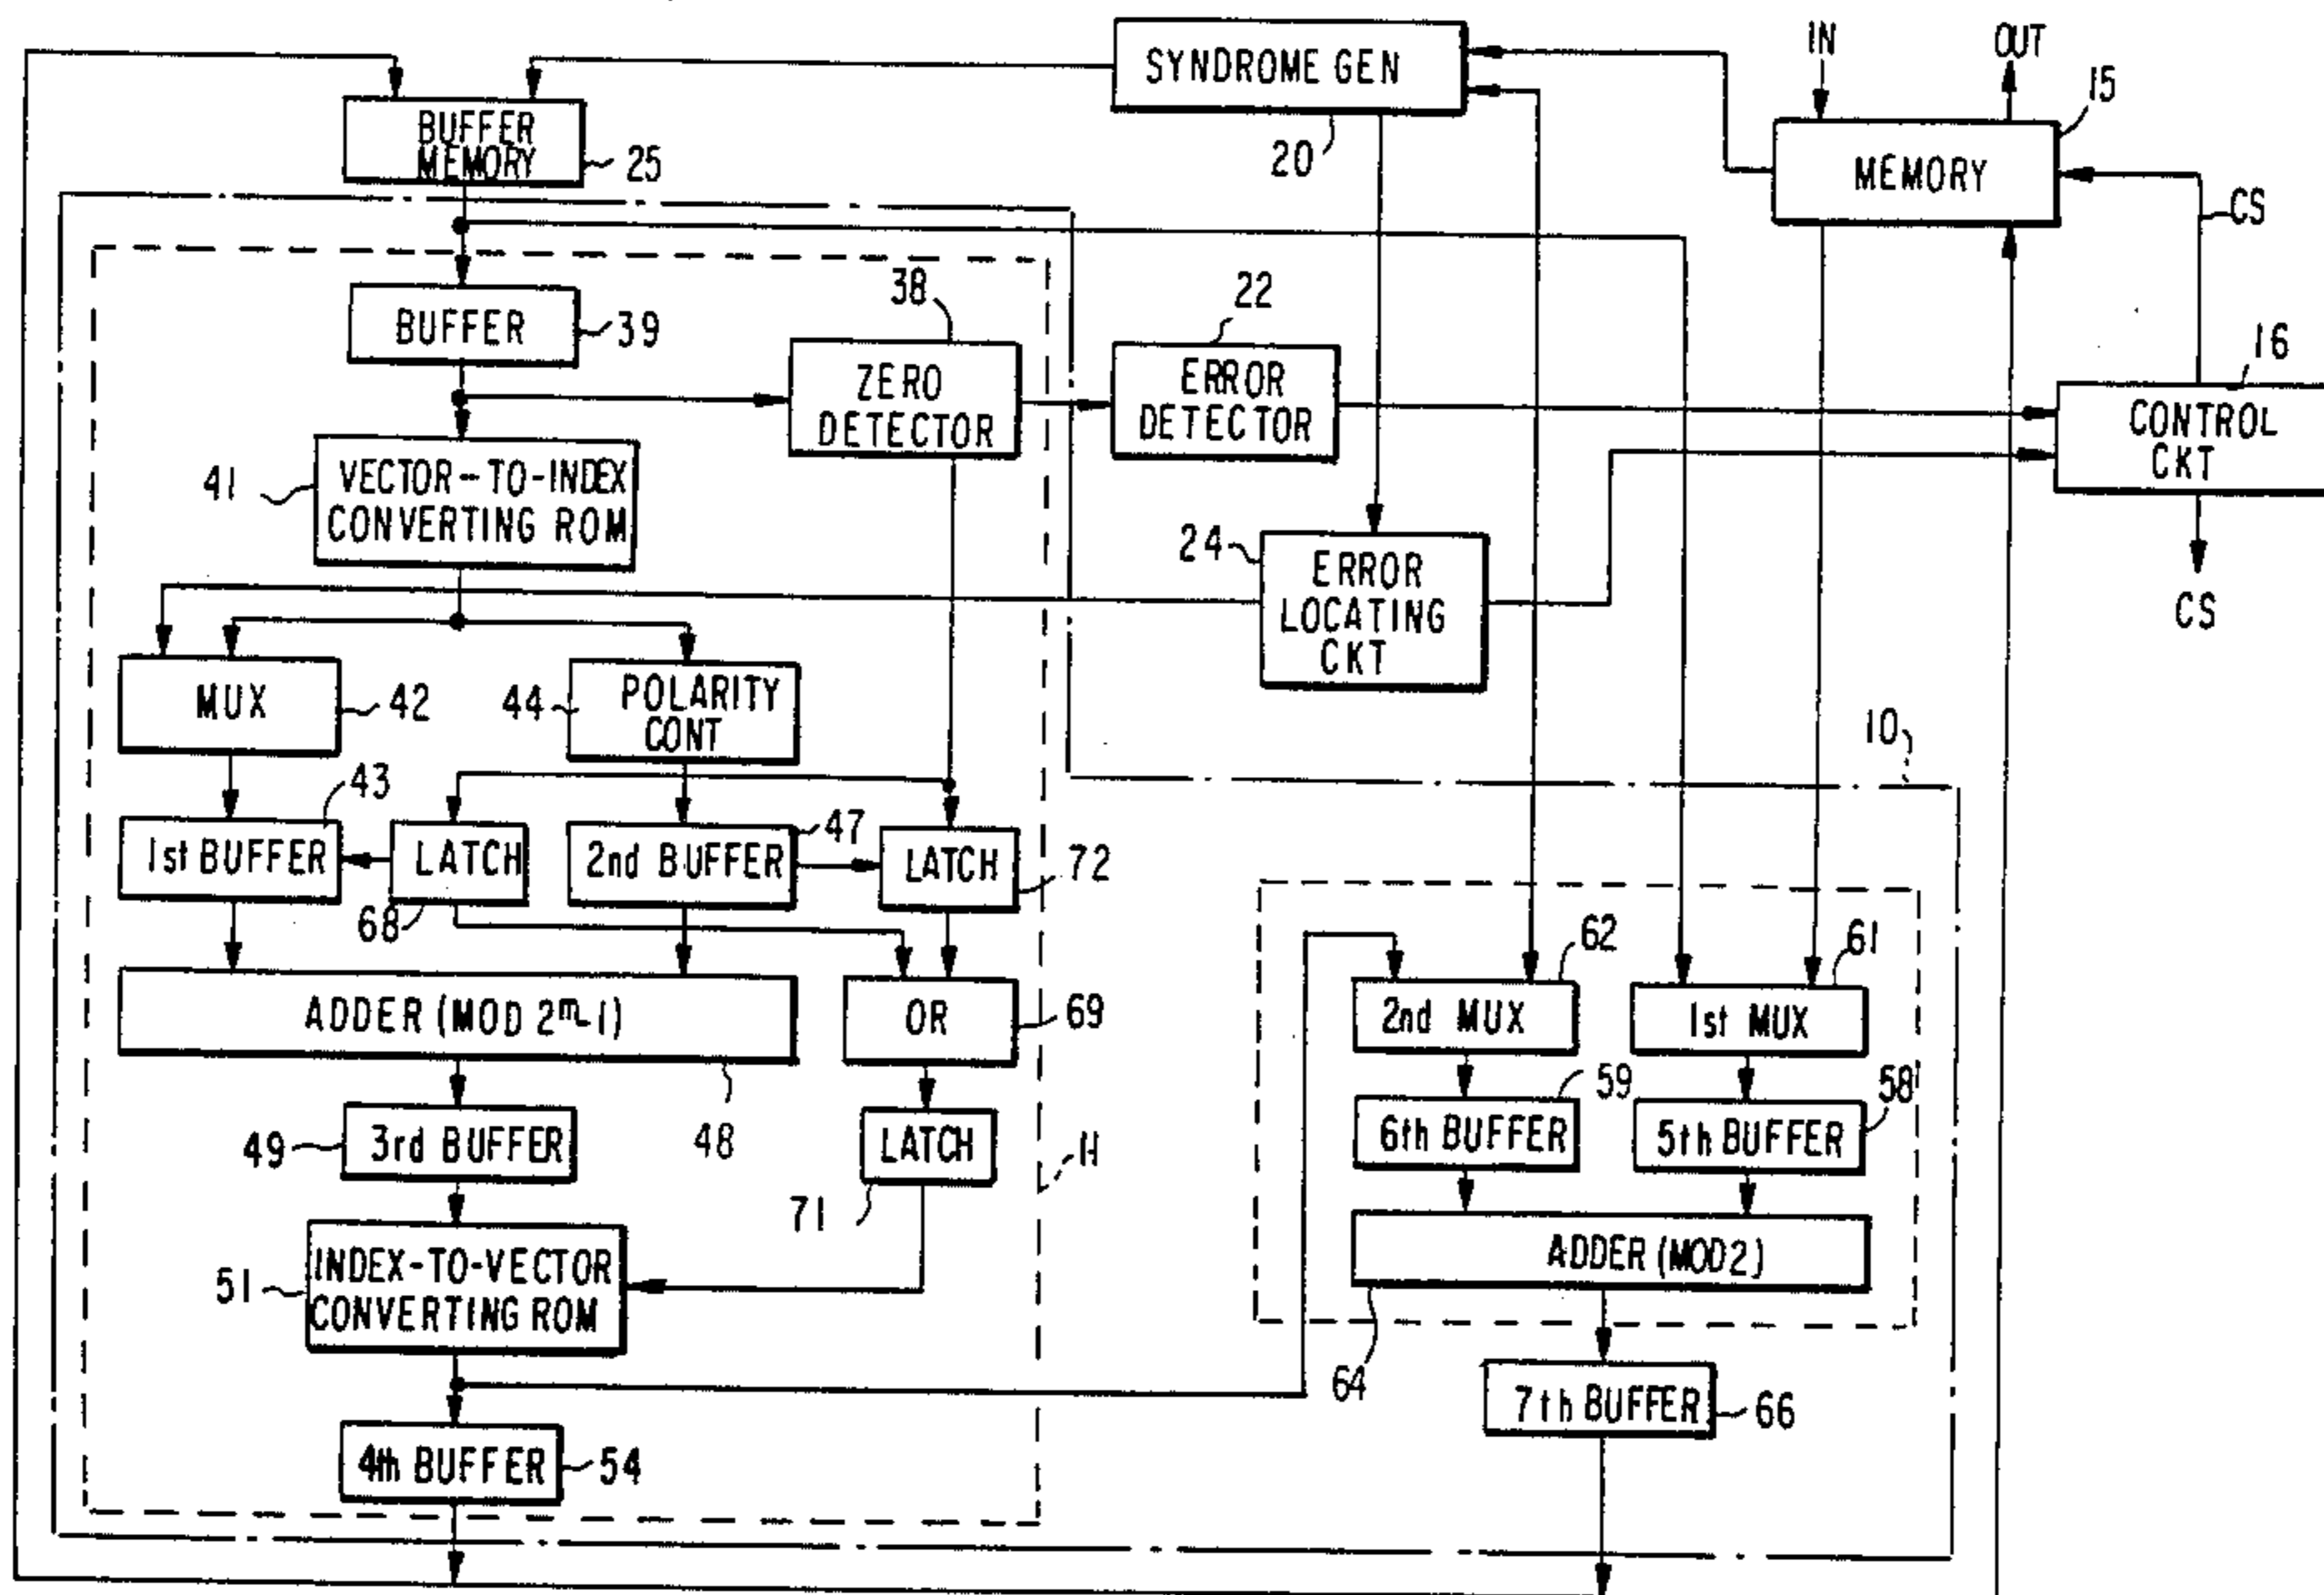 SYNDROME GEN
20
IN
OUT
15
MEMORY
CS
BUFFER
MEMORY
25
BUFFER
39
38
ZERO
DETECTOR
22
ERROR
DETECTOR
16
CONTROL
CKT
CS
41
VECTOR-TO-INDEX
CONVERTING ROM
24
ERROR
LOCATING
CKT
MUX
42
44
POLARITY
CONT
10
43
1st BUFFER
LATCH
68
47
2nd BUFFER
LATCH
72
ADDER (MOD 2m-1)
48
OR
69
62
2nd MUX
61
1st MUX
49
3rd BUFFER
LATCH
71
11
59
6th BUFFER
58
5th BUFFER
51
INDEX-TO-VECTOR
CONVERTING ROM
ADDER (MOD2)
64
7th BUFFER
66
4th BUFFER
54